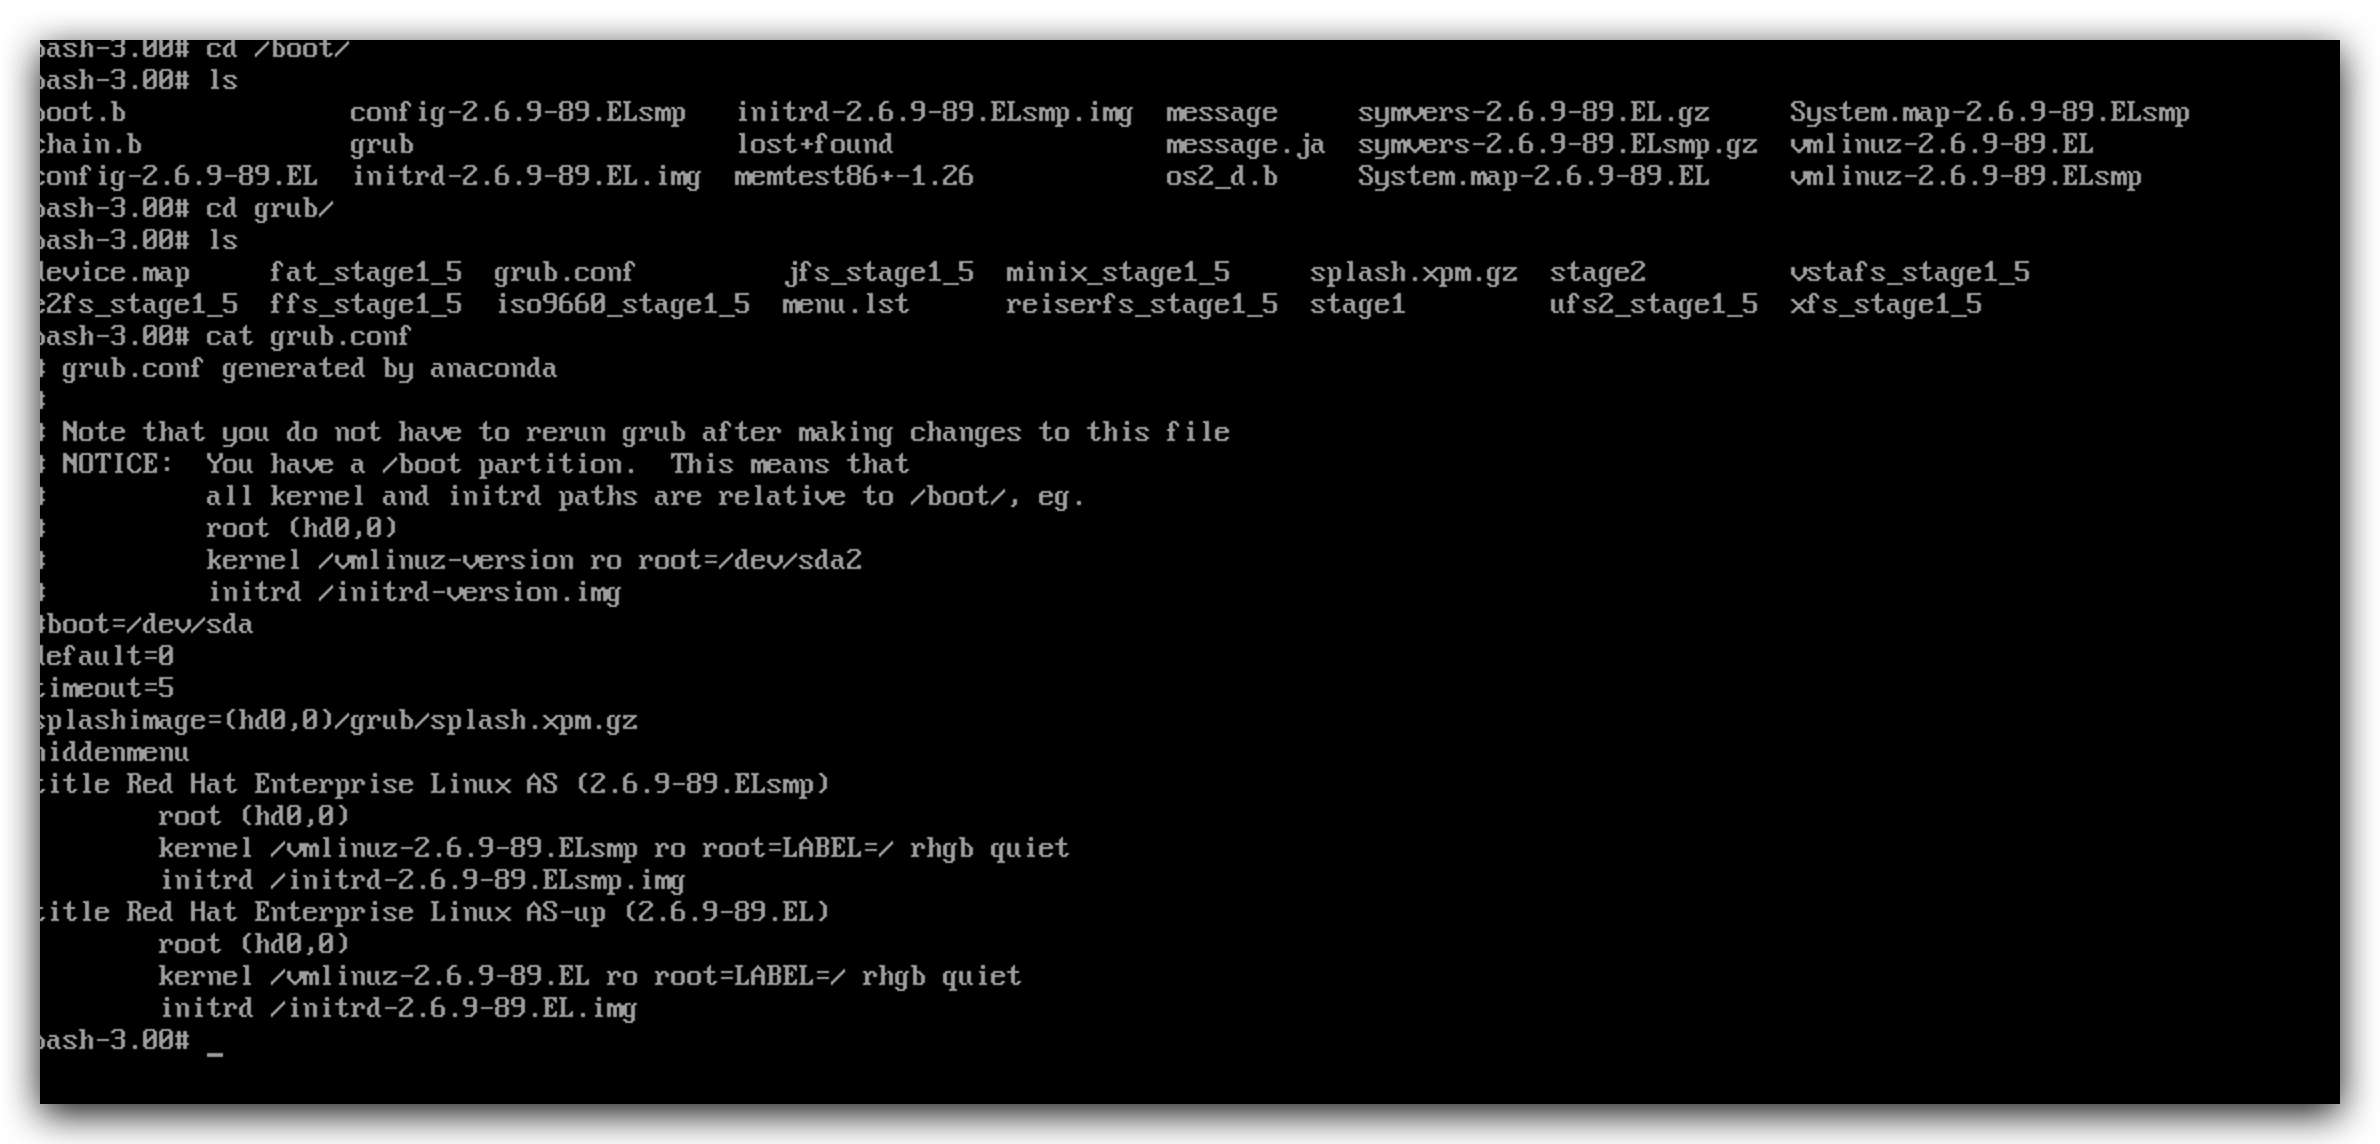 bash-3.00# cd /boot/
bash-3.00# ls
boot.b              config-2.6.9-89.ELsmp   initrd-2.6.9-89.ELsmp.img  message     symvers-2.6.9-89.EL.gz     System.map-2.6.9-89.ELsmp
chain.b             grub                    lost+found                 message.ja  symvers-2.6.9-89.ELsmp.gz  vmlinuz-2.6.9-89.EL
config-2.6.9-89.EL  initrd-2.6.9-89.EL.img  memtest86+-1.26            os2_d.b     System.map-2.6.9-89.EL     vmlinuz-2.6.9-89.ELsmp
bash-3.00# cd grub/
bash-3.00# ls
device.map     fat_stage1_5  grub.conf         jfs_stage1_5  minix_stage1_5     splash.xpm.gz  stage2         vstafs_stage1_5
e2fs_stage1_5  ffs_stage1_5  iso9660_stage1_5  menu.lst      reiserfs_stage1_5  stage1         ufs2_stage1_5  xfs_stage1_5
bash-3.00# cat grub.conf
# grub.conf generated by anaconda
#
# Note that you do not have to rerun grub after making changes to this file
# NOTICE:  You have a /boot partition.  This means that
#          all kernel and initrd paths are relative to /boot/, eg.
#          root (hd0,0)
#          kernel /vmlinuz-version ro root=/dev/sda2
#          initrd /initrd-version.img
#boot=/dev/sda
default=0
timeout=5
splashimage=(hd0,0)/grub/splash.xpm.gz
hiddenmenu
title Red Hat Enterprise Linux AS (2.6.9-89.ELsmp)
        root (hd0,0)
        kernel /vmlinuz-2.6.9-89.ELsmp ro root=LABEL=/ rhgb quiet
        initrd /initrd-2.6.9-89.ELsmp.img
title Red Hat Enterprise Linux AS-up (2.6.9-89.EL)
        root (hd0,0)
        kernel /vmlinuz-2.6.9-89.EL ro root=LABEL=/ rhgb quiet
        initrd /initrd-2.6.9-89.EL.img
bash-3.00# _